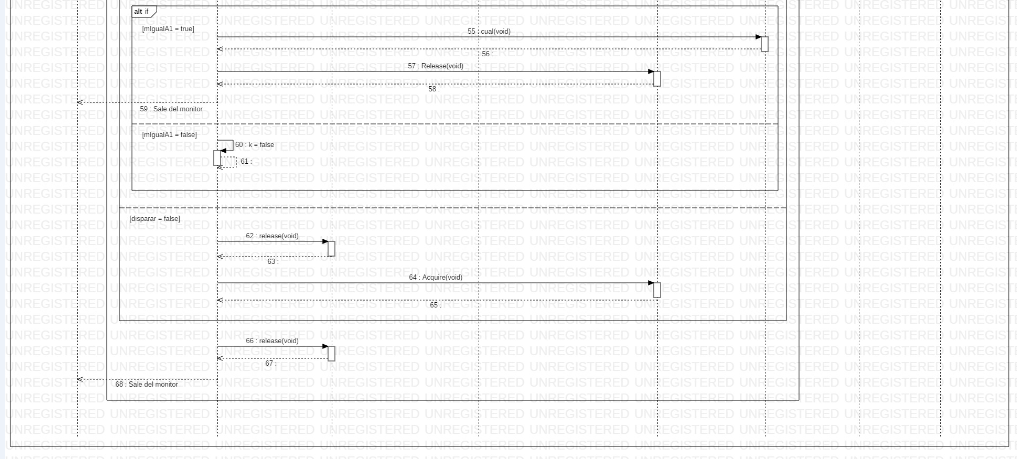 alt if
[mIgualA1 = true]
55 : cual(void)
56
57 : Release(void)
58
59 : Sale del monitor
[mIgualA1 = false]
60 : k = false
61 :
[disparar = false]
62 : release(void)
63 :
64 : Acquire(void)
65 :
66 : release(void)
67 :
68 : Sale del monitor
UNREGISTERED